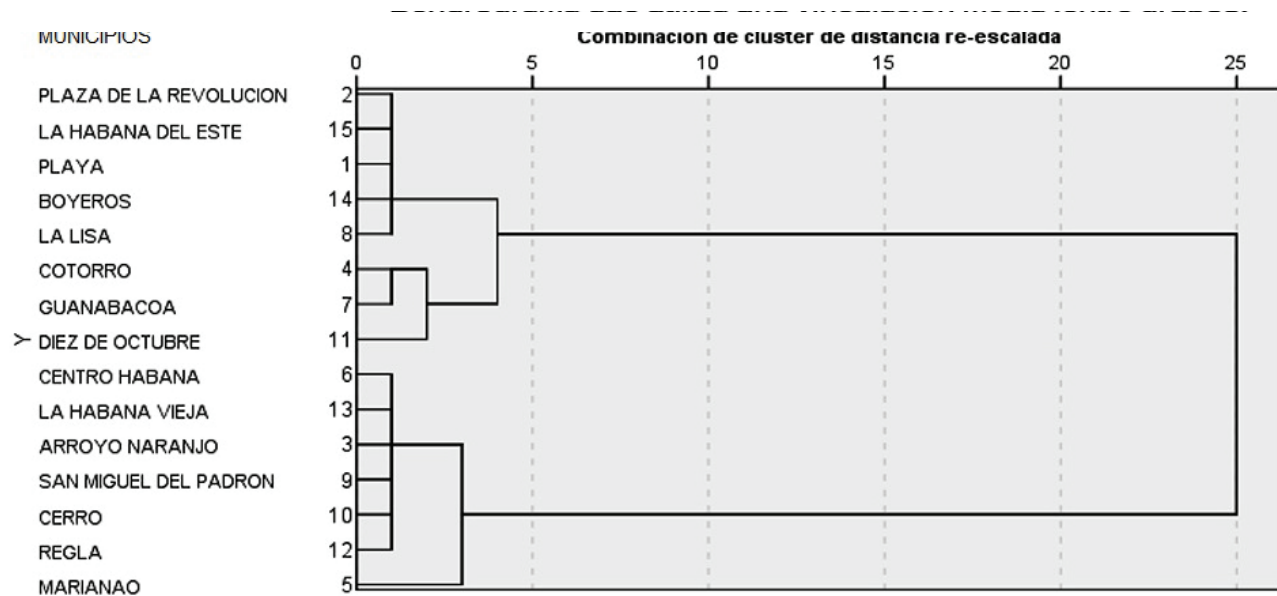 MUNICIPIOS
Combinación de cluster de distancia re-escalada
0 5 10 15 20 25
PLAZA DE LA REVOLUCION 2
LA HABANA DEL ESTE 15
PLAYA 1
BOYEROS 14
LA LISA 8
COTORRO 4
GUANABACOA 7
Y DIEZ DE OCTUBRE 11
CENTRO HABANA 6
LA HABANA VIEJA 13
ARROYO NARANJO 3
SAN MIGUEL DEL PADRON 9
CERRO 10
REGLA 12
MARIANAO 5